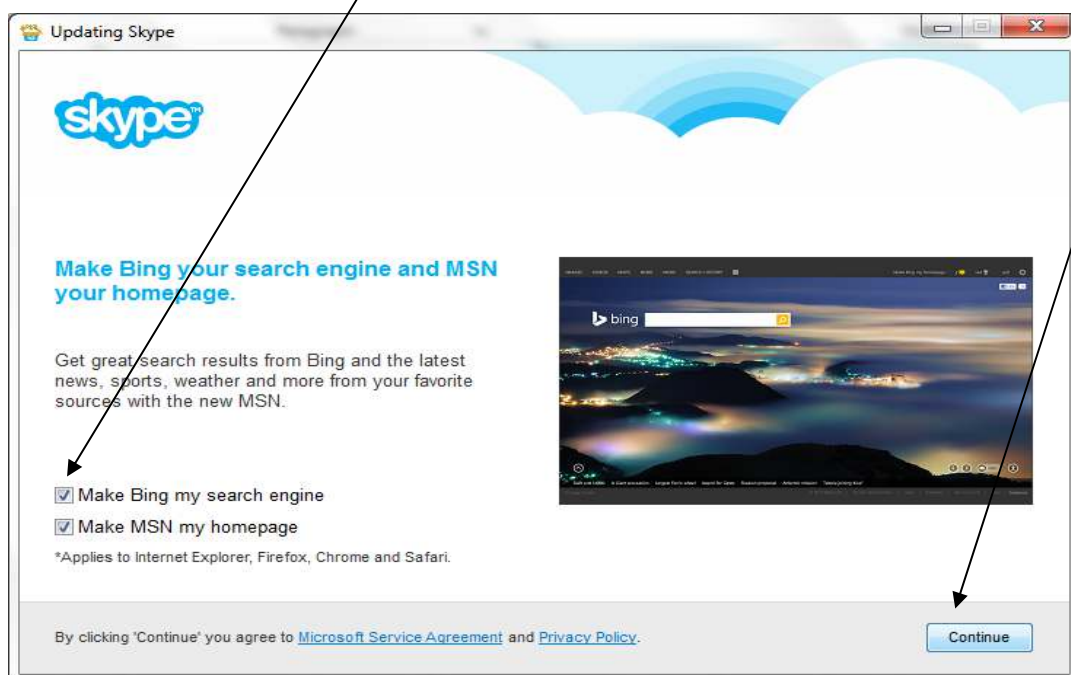 Updating Skype
skype™
Make Bing your search engine and MSN
your homepage.
Get great search results from Bing and the latest
news, sports, weather and more from your favorite
sources with the new MSN.
bing
Make Bing my search engine
Make MSN my homepage
*Applies to Internet Explorer, Firefox, Chrome and Safari.
By clicking 'Continue' you agree to Microsoft Service Agreement and Privacy Policy.
Continue